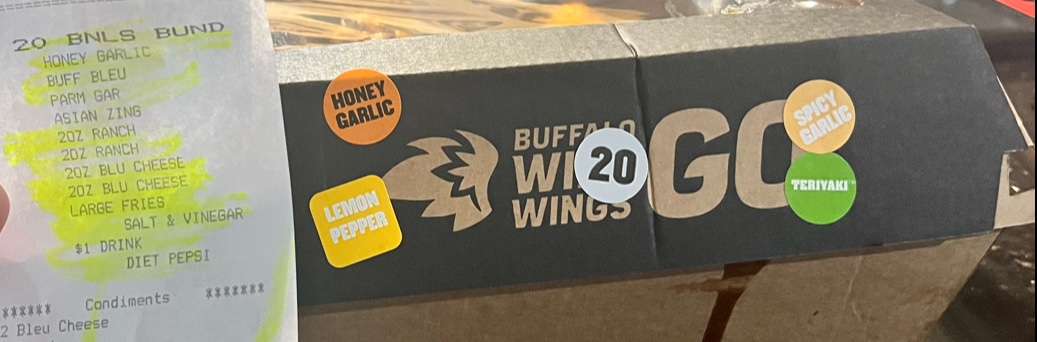 20 BNLS BUND
HONEY GARLIC
BUFF BLEU
PARM GAR
ASIAN ZING
2OZ RANCH
2OZ RANCH
2OZ BLU CHEESE
2OZ BLU CHEESE
LARGE FRIES
SALT & VINEGAR
$1 DRINK
DIET PEPSI
****** Condiments *******
2 Bleu Cheese
HONEY
GARLIC
LEMON
PEPPER
BUFFALO
WI
WINGS
20
GO
SPICY
GARLIC
TERIYAKI